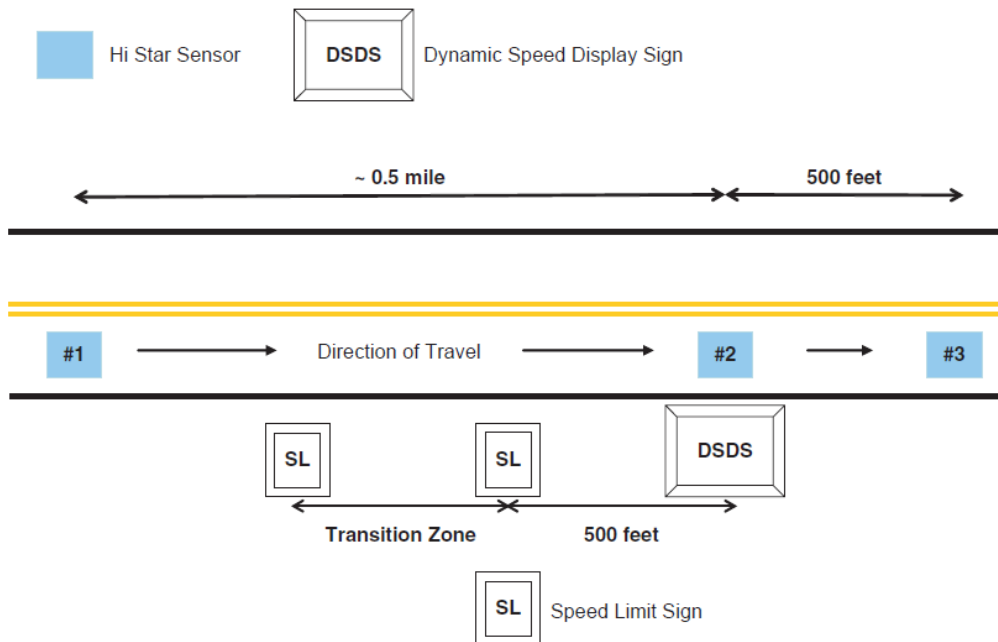 Hi Star Sensor
DSDS
Dynamic Speed Display Sign
~ 0.5 mile
500 feet
#1
Direction of Travel
#2
#3
SL
SL
DSDS
Transition Zone
500 feet
SL
Speed Limit Sign